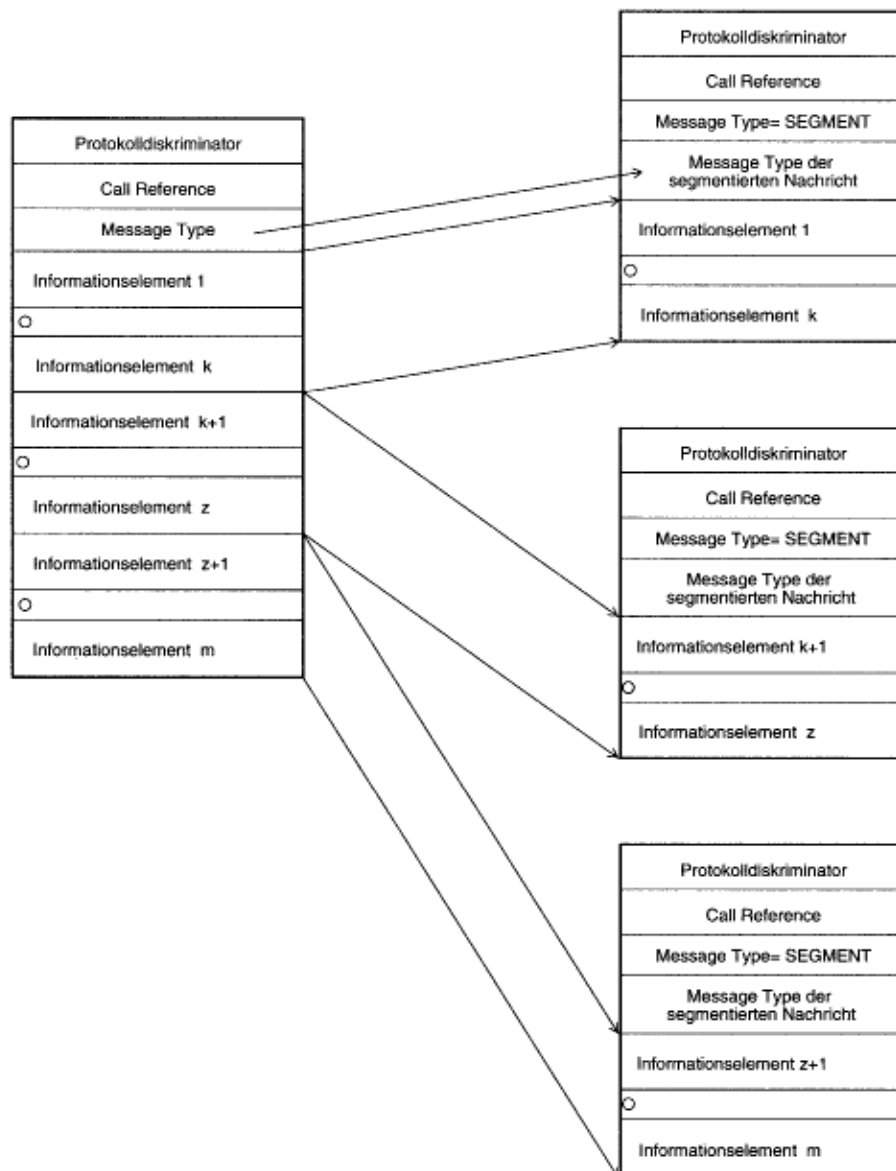 Protokolldiskriminator
Call Reference
Message Type
Informationselement 1
Informationselement k
Informationselement k+1
Informationselement z
Informationselement z+1
Informationselement m
Protokolldiskriminator
Call Reference
Message Type= SEGMENT
Message Type der
segmentierten Nachricht
Informationselement 1
Informationselement k
Protokolldiskriminator
Call Reference
Message Type= SEGMENT
Message Type der
segmentierten Nachricht
Informationselement k+1
Informationselement z
Protokolldiskriminator
Call Reference
Message Type= SEGMENT
Message Type der
segmentierten Nachricht
Informationselement z+1
Informationselement m